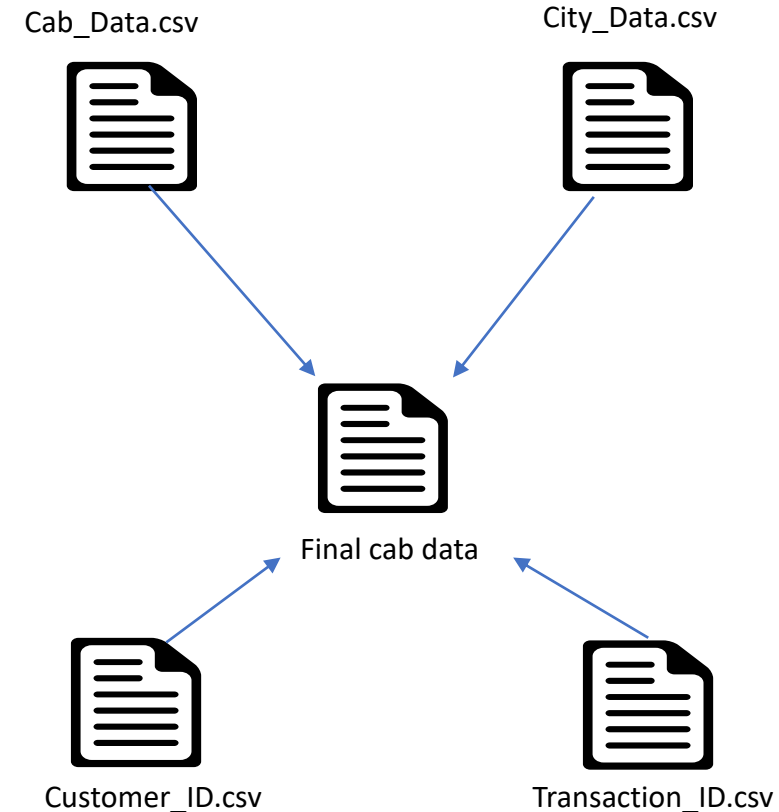 Cab_Data.csv
City_Data.csv
Final cab data
Customer_ID.csv
Transaction_ID.csv